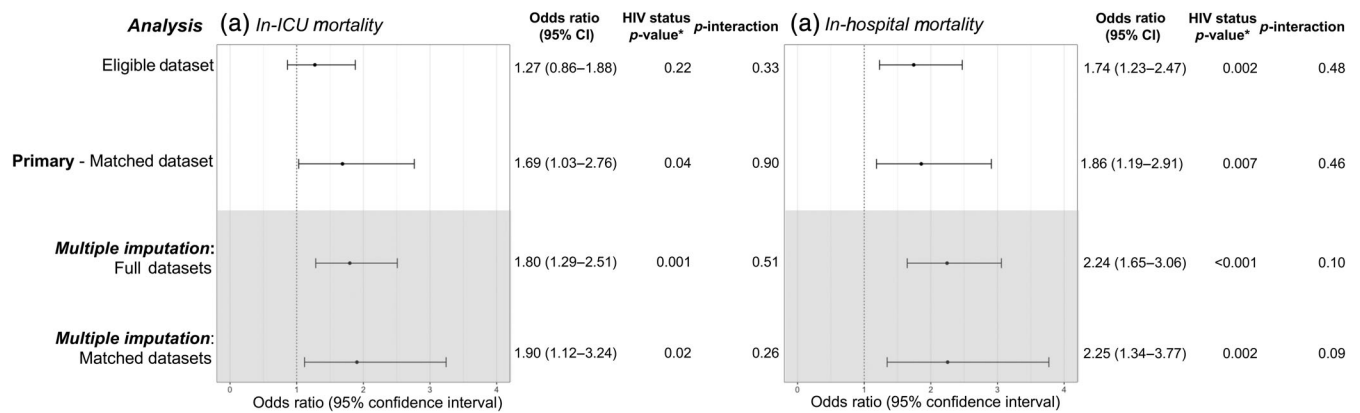 Analysis (a) In-ICU mortality Odds ratio (95% CI) HIV status p-value* p-interaction (a) In-hospital mortality Odds ratio (95% CI) HIV status p-value* p-interaction
Eligible dataset 1.27 (0.86–1.88) 0.22 0.33 1.74 (1.23–2.47) 0.002 0.48
Primary - Matched dataset 1.69 (1.03–2.76) 0.04 0.90 1.86 (1.19–2.91) 0.007 0.46
Multiple imputation:
Full datasets 1.80 (1.29–2.51) 0.001 0.51 2.24 (1.65–3.06) <0.001 0.10
Multiple imputation:
Matched datasets 1.90 (1.12–3.24) 0.02 0.26 2.25 (1.34–3.77) 0.002 0.09
0 1 2 3 4 0 1 2 3 4
Odds ratio (95% confidence interval) Odds ratio (95% confidence interval)